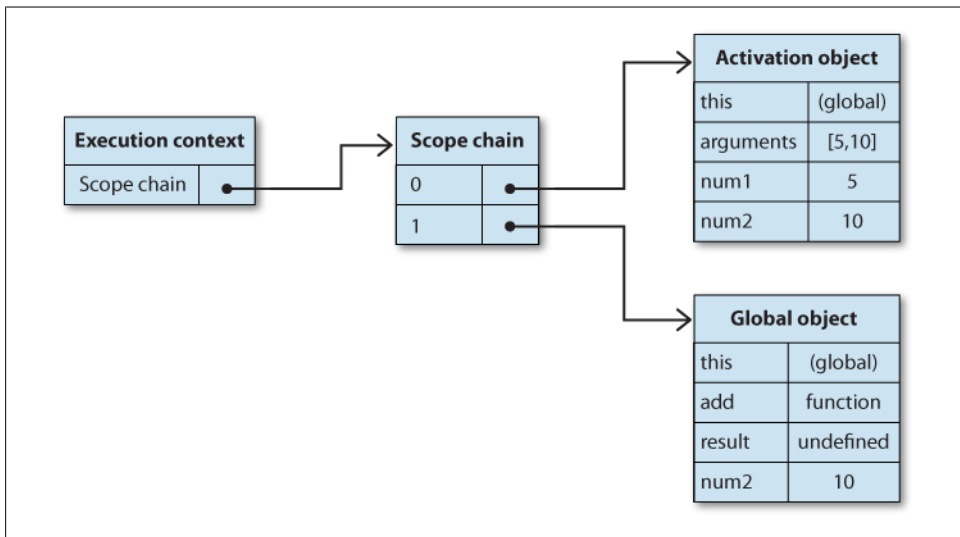 Execution context
Scope chain
Scope chain
0
1
Activation object
this (global)
arguments [5,10]
num1 5
num2 10
Global object
this (global)
add function
result undefined
num2 10